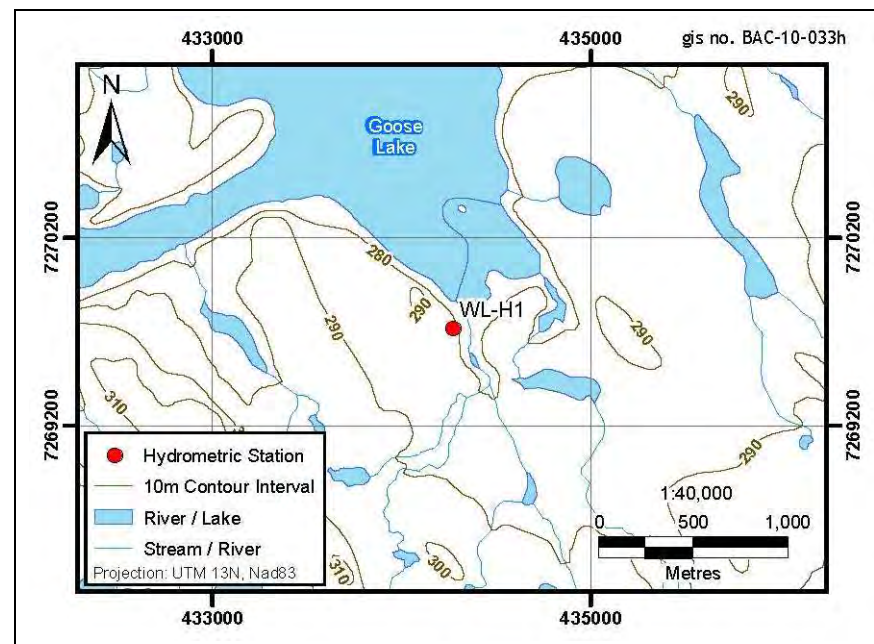 433000
435000
gis no. BAC-10-033h
N
Goose
Lake
290
7270200
7270200
280
290
WL-H1
290
290
310
7269200
7269200
290
Hydrometric Station
10m Contour Interval
River / Lake
Stream / River
Projection: UTM 13N, Nad83
310
300
1:40,000
0 500 1,000
Metres
433000
435000